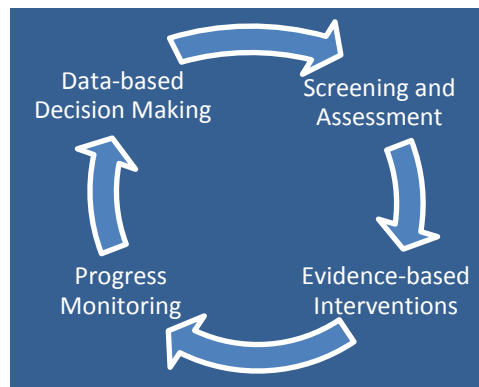 Data-based
Decision Making
Screening and
Assessment
Evidence-based
Interventions
Progress
Monitoring